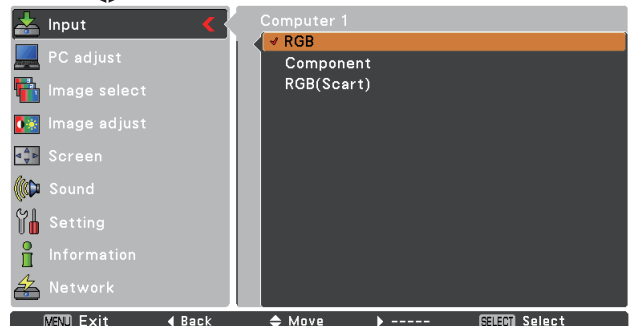 Input
PC adjust
Image select
Image adjust
Screen
Sound
Setting
Information
Network
Computer 1
RGB
Component
RGB(Scart)
MENU Exit Back Move ----- SELECT Select